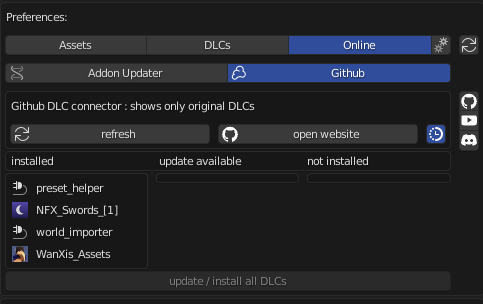 Preferences:
Assets DLCs Online
Addon Updater Github
Github DLC connector : shows only original DLCs
refresh open website
installed update available not installed
preset_helper
NFX_Swords_[1]
world_importer
WanXis_Assets
update / install all DLCs